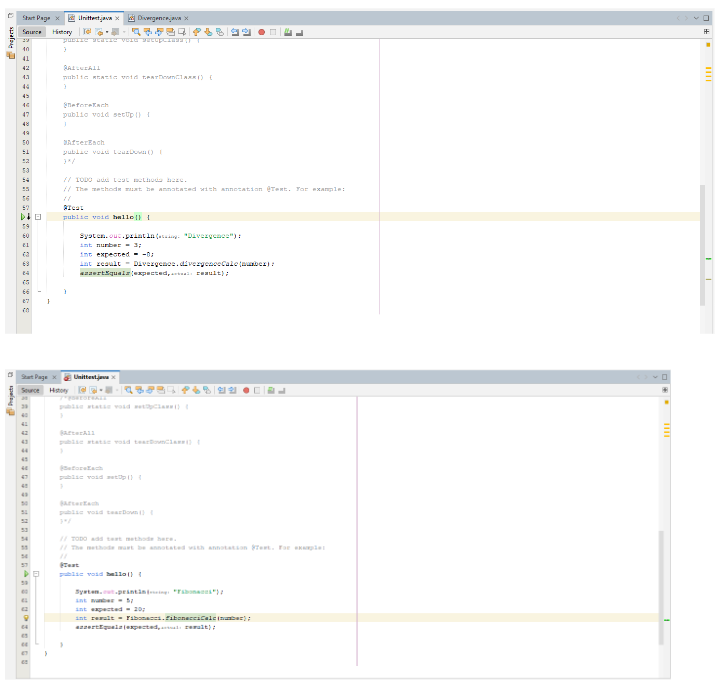 Start Page × Unittest.java × Divergence.java ×
Source History
Projects
39 public static void setUpClass() {
40 }
41
42 @AfterAll
43 public static void tearDownClass() {
44 }
45
46 @BeforeEach
47 public void setUp() {
48 }
49
50 @AfterEach
51 public void tearDown() {
52 }*/
53
54 // TODO add test methods here.
55 // The methods must be annotated with annotation @Test. For example:
56 //
57 @Test
public void hello() {
59
60 System.out.println(string: "Divergence");
61 int number = 3;
62 int expected = -8;
63 int result = Divergence.divergenceCalc(number);
64 assertEquals(expected, actual: result);
65
66 }
67 }
68
Start Page × Unittest.java ×
Source History
Projects
38 /*@BeforeAll
39 public static void setUpClass() {
40 }
41
42 @AfterAll
43 public static void tearDownClass() {
44 }
45
46 @BeforeEach
47 public void setUp() {
48 }
49
50 @AfterEach
51 public void tearDown() {
52 }*/
53
54 // TODO add test methods here.
55 // The methods must be annotated with annotation @Test. For example:
56 //
57 @Test
public void hello() {
59
60 System.out.println(string: "Fibonacci");
61 int number = 5;
62 int expected = 20;
int result = Fibonacci.fibonacciCalc(number);
64 assertEquals(expected, actual: result);
65
66 }
67 }
68